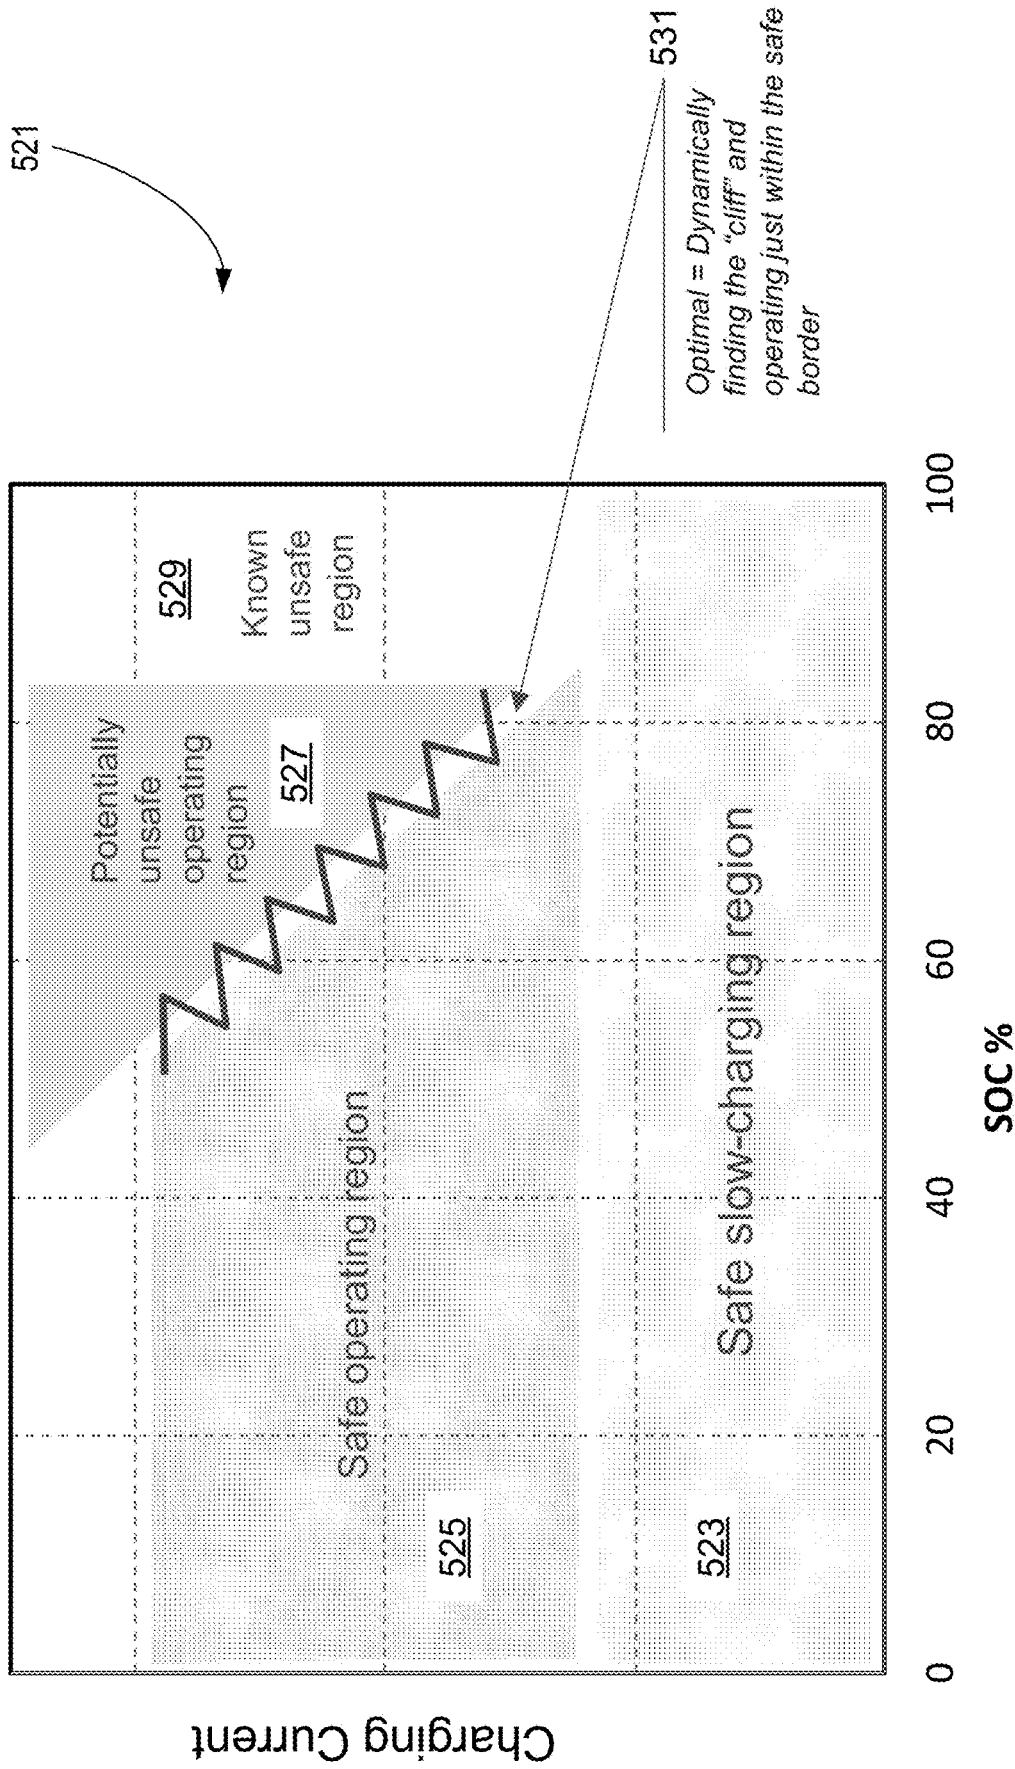 521
Charging Current
Potentially
unsafe
operating
region
527
529
Known
unsafe
region
Safe operating region
525
Safe slow-charging region
523
531
Optimal = Dynamically
finding the "cliff" and
operating just within the safe
border
0
20
40
60
80
100
SOC %